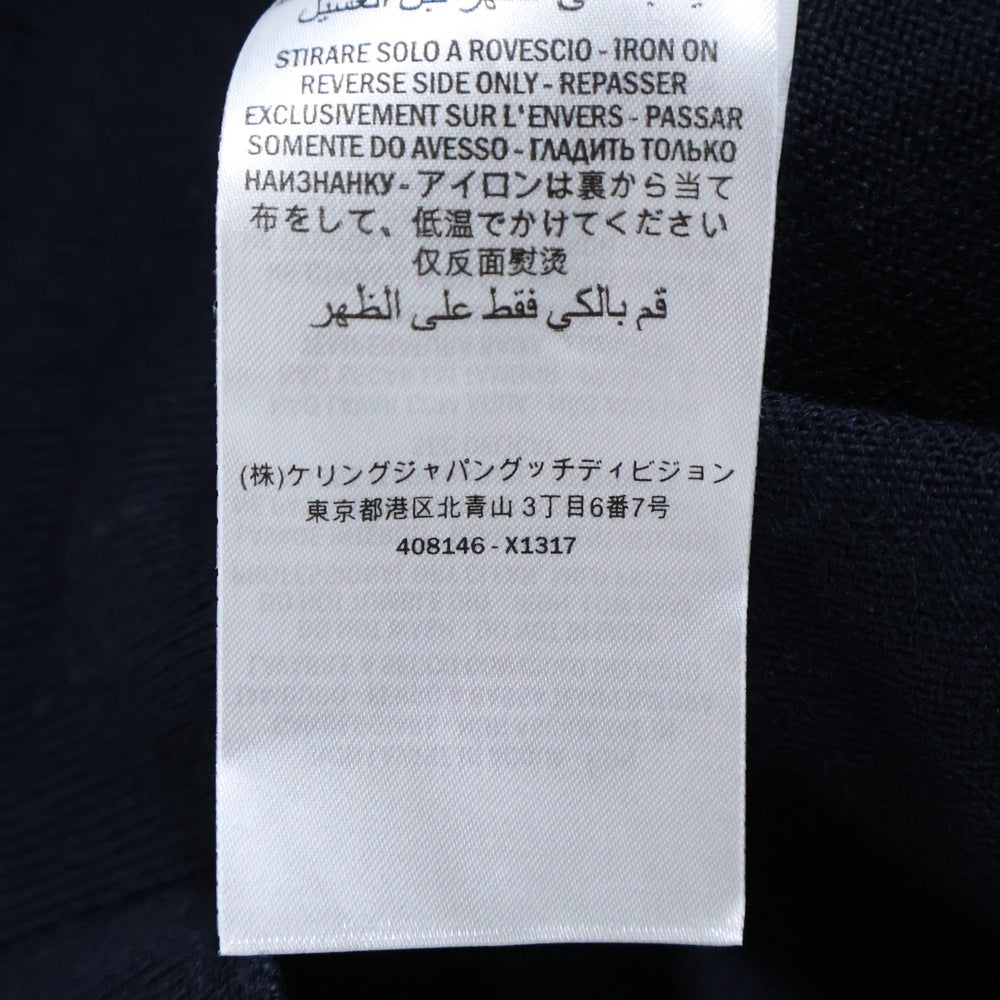 قبل الغسيل
STIRARE SOLO A ROVESCIO - IRON ON
REVERSE SIDE ONLY - REPASSER
EXCLUSIVEMENT SUR L'ENVERS - PASSAR
SOMENTE DO AVESSO - ГЛАДИТЬ ТОЛЬКО
НАИЗНАНКУ - アイロンは裏から当て
布をして、低温でかけてください
仅反面熨烫
قم بالكي فقط على الظهر
(株)ケリングジャパングッチディビジョン
東京都港区北青山 3丁目6番7号
408146 - X1317